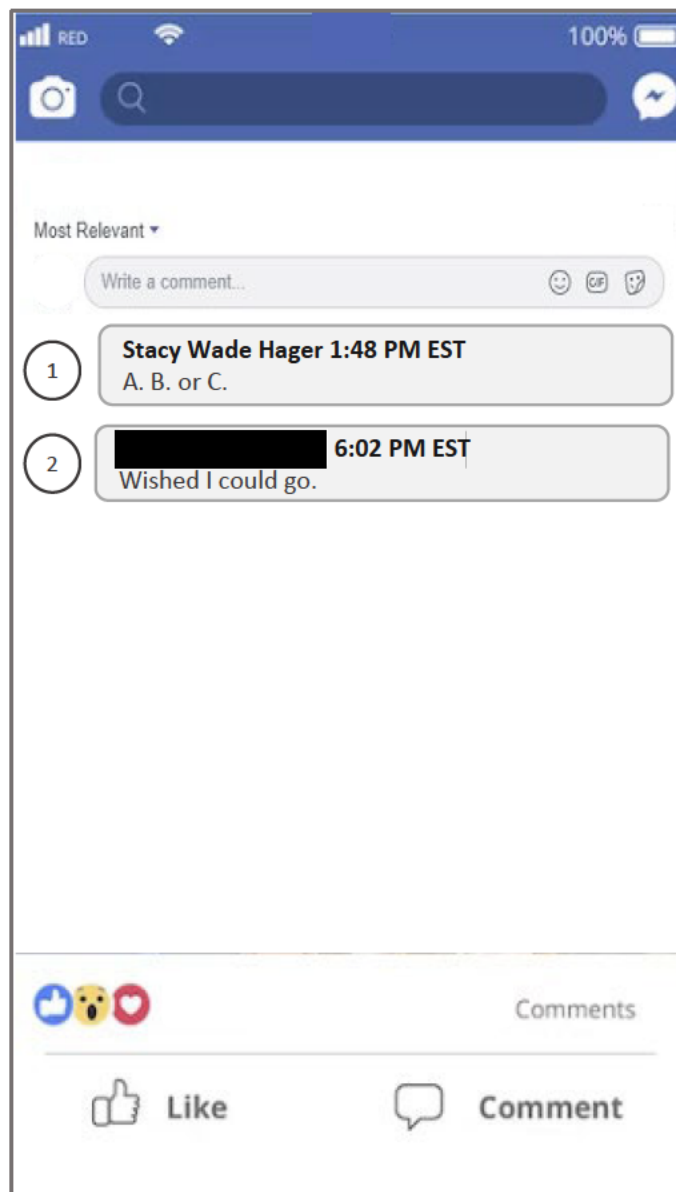 RED 100%
Most Relevant
Write a comment...
GIF
1
Stacy Wade Hager 1:48 PM EST
A. B. or C.
2
6:02 PM EST
Wished I could go.
Comments
Like Comment